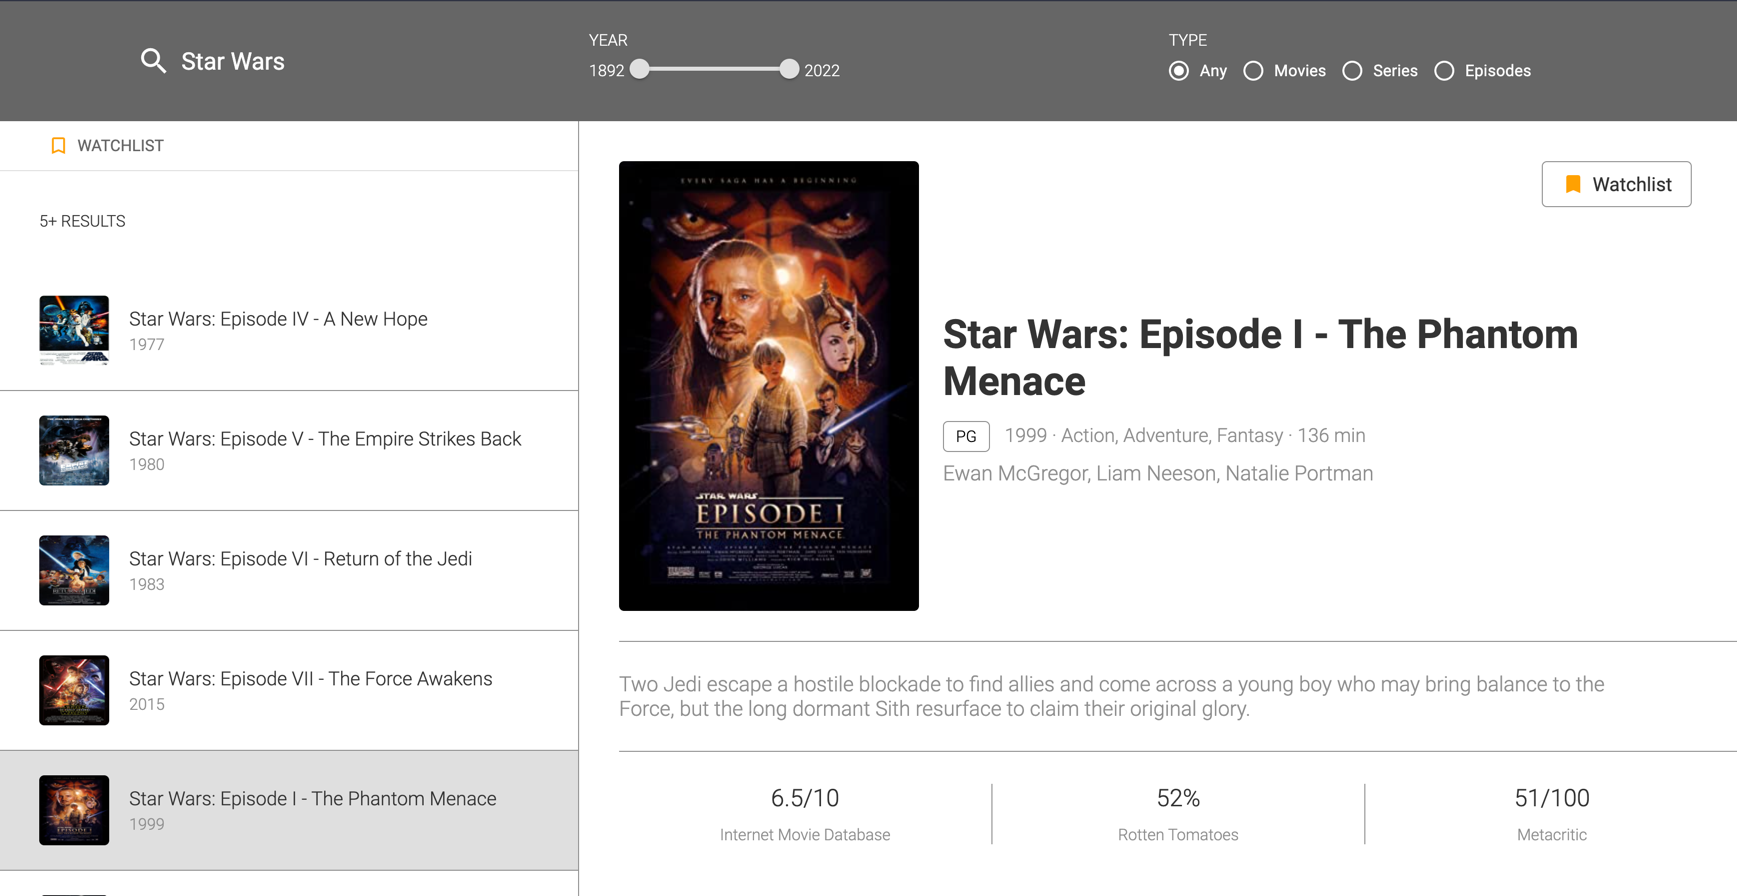 Star Wars
YEAR
1892 2022
TYPE
Any Movies Series Episodes
WATCHLIST
5+ RESULTS
Star Wars: Episode IV - A New Hope
1977
Star Wars: Episode V - The Empire Strikes Back
1980
Star Wars: Episode VI - Return of the Jedi
1983
Star Wars: Episode VII - The Force Awakens
2015
Star Wars: Episode I - The Phantom Menace
1999
EVERY SAGA HAS A BEGINNING
STAR WARS
EPISODE I
THE PHANTOM MENACE
Watchlist
Star Wars: Episode I - The Phantom
Menace
PG 1999 · Action, Adventure, Fantasy · 136 min
Ewan McGregor, Liam Neeson, Natalie Portman
Two Jedi escape a hostile blockade to find allies and come across a young boy who may bring balance to the
Force, but the long dormant Sith resurface to claim their original glory.
6.5/10
Internet Movie Database
52%
Rotten Tomatoes
51/100
Metacritic